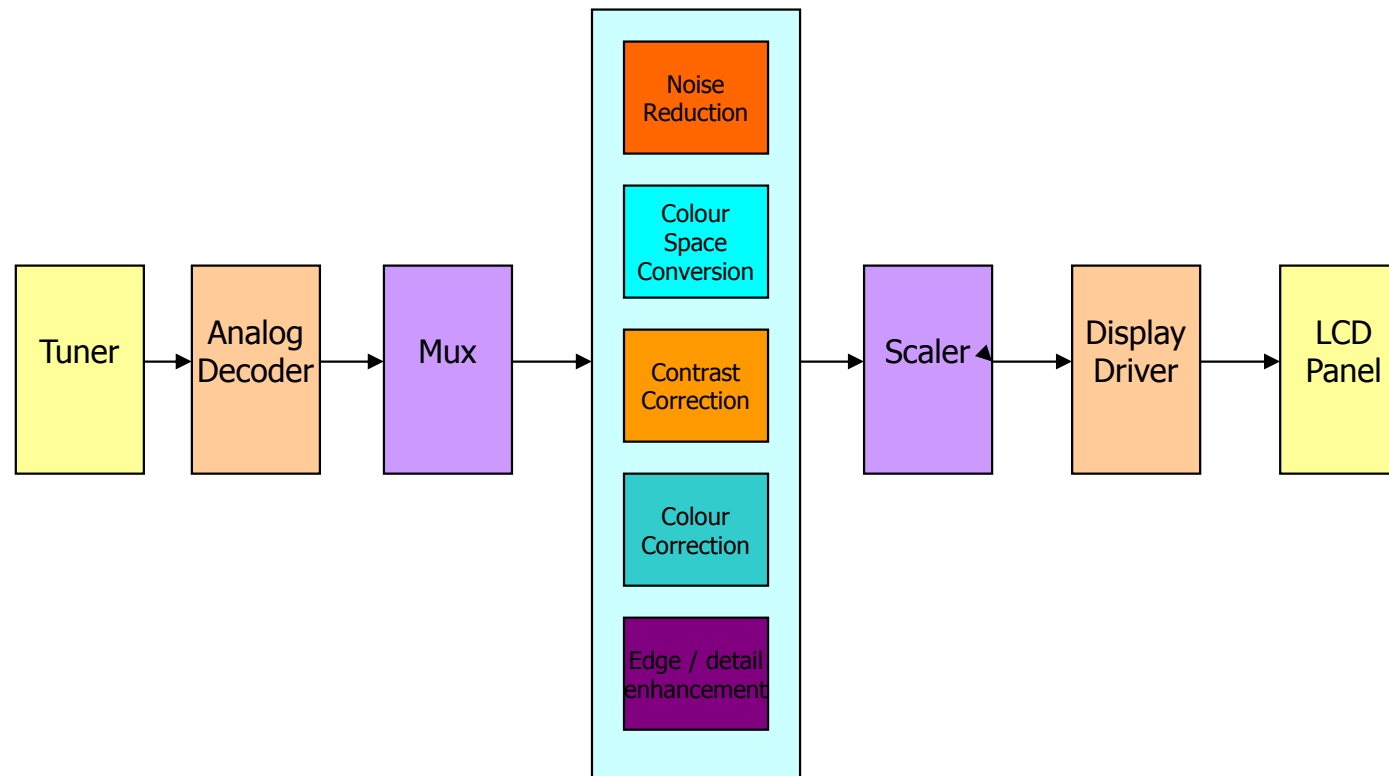 Tuner
Analog
Decoder
Mux
Noise
Reduction
Colour
Space
Conversion
Contrast
Correction
Colour
Correction
Edge / detail
enhancement
Scaler
Display
Driver
LCD
Panel